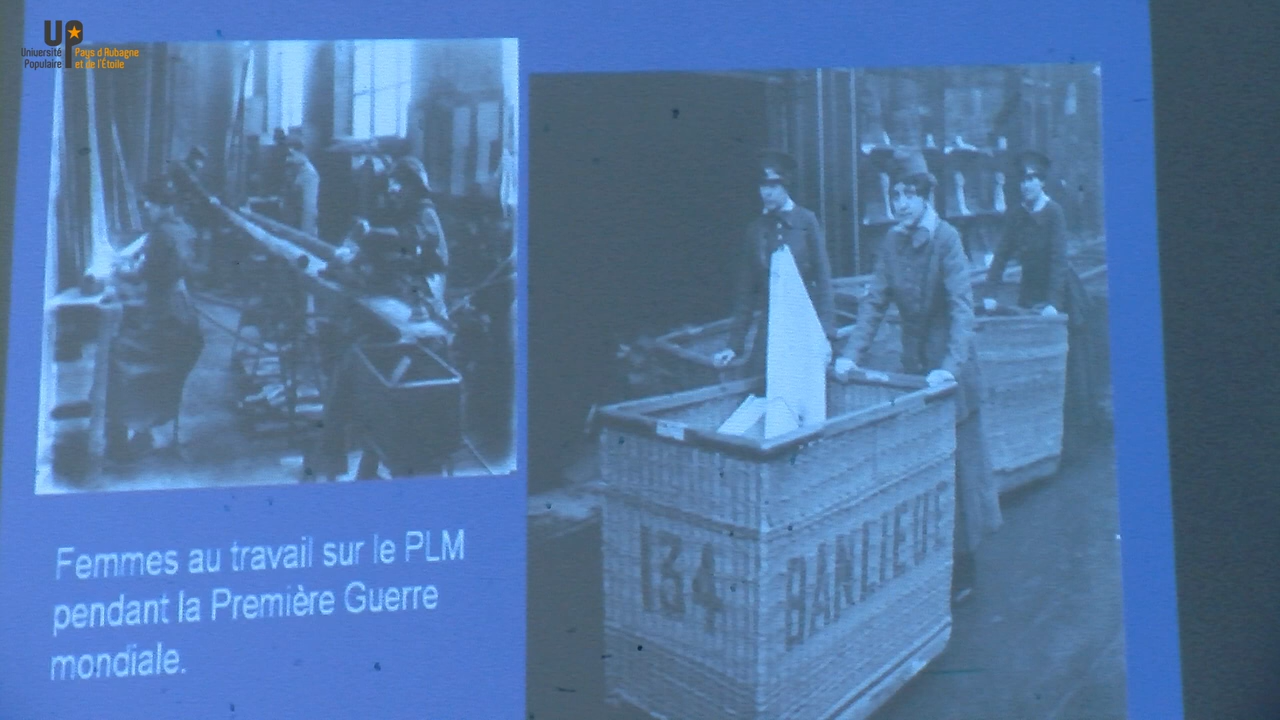 UP
Université
Populaire
Pays d'Aubagne
et de l'Étoile
Femmes au travail sur le PLM
pendant la Première Guerre
mondiale.
134
BANLIEUE